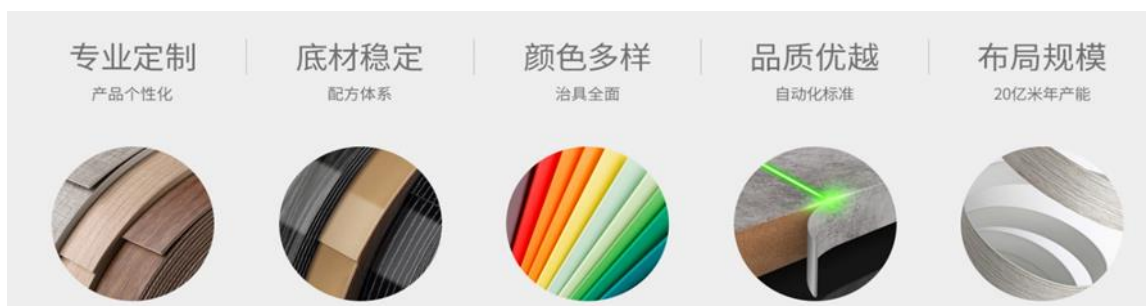 专业定制
产品个性化
底材稳定
配方体系
颜色多样
治具全面
品质优越
自动化标准
布局规模
20亿米年产能